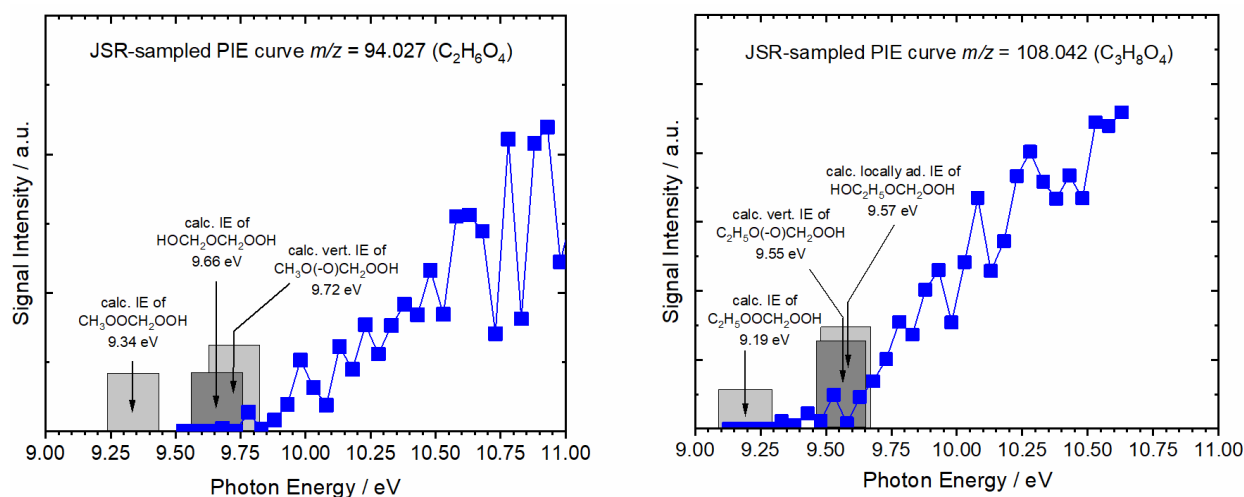 JSR-sampled PIE curve m/z = 94.027 (C₂H₆O₄)
Signal Intensity / a.u.
calc. IE of
HOCH₂OCH₂OOH
9.66 eV
calc. vert. IE of
CH₃O(-O)CH₂OOH
9.72 eV
calc. IE of
CH₃OOCH₂OOH
9.34 eV
9.00 9.25 9.50 9.75 10.00 10.25 10.50 10.75 11.00
Photon Energy / eV
JSR-sampled PIE curve m/z = 108.042 (C₃H₈O₄)
Signal Intensity / a.u.
calc. locally ad. IE of
HOC₂H₅OCH₂OOH
9.57 eV
calc. vert. IE of
C₂H₅O(-O)CH₂OOH
9.55 eV
calc. IE of
C₂H₅OOCH₂OOH
9.19 eV
9.00 9.25 9.50 9.75 10.00 10.25 10.50 10.75 11.00
Photon Energy / eV